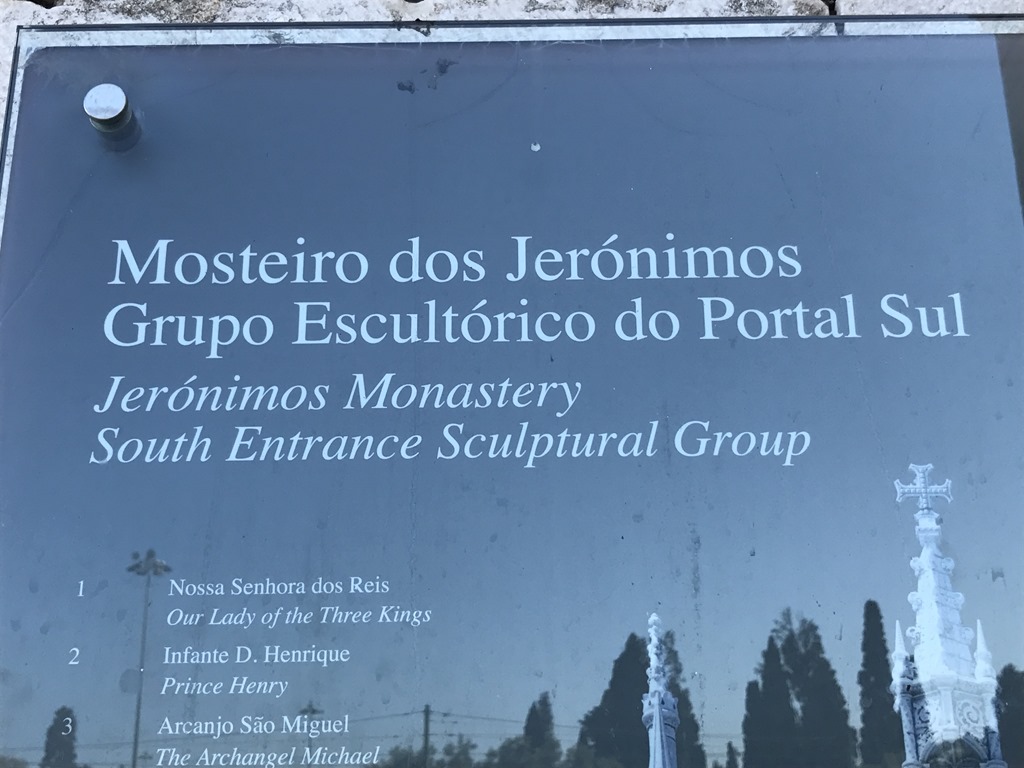 Mosteiro dos Jerónimos
Grupo Escultórico do Portal Sul
Jerónimos Monastery
South Entrance Sculptural Group
1 Nossa Senhora dos Reis
Our Lady of the Three Kings
2 Infante D. Henrique
Prince Henry
3 Arcanjo São Miguel
The Archangel Michael